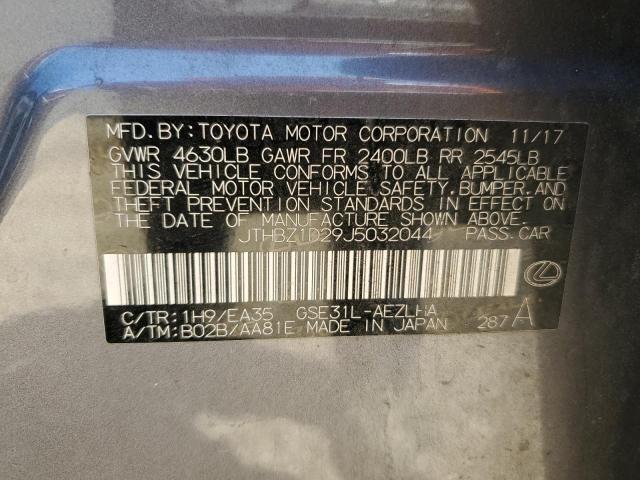 MFD.BY:TOYOTA MOTOR CORPORATION 11/17
GVWR 4630LB GAWR FR 2400LB RR 2545LB
THIS VEHICLE CONFORMS TO ALL APPLICABLE
FEDERAL MOTOR VEHICLE SAFETY,BUMPER,AND
THEFT PREVENTION STANDARDS IN EFFECT ON
THE DATE OF MANUFACTURE SHOWN ABOVE.
JTHBZ1D29J5032044 PASS.CAR
C/TR:1H9/EA35 GSE31L-AEZLHA
A/TM:B02B/AA81E MADE IN JAPAN 287A